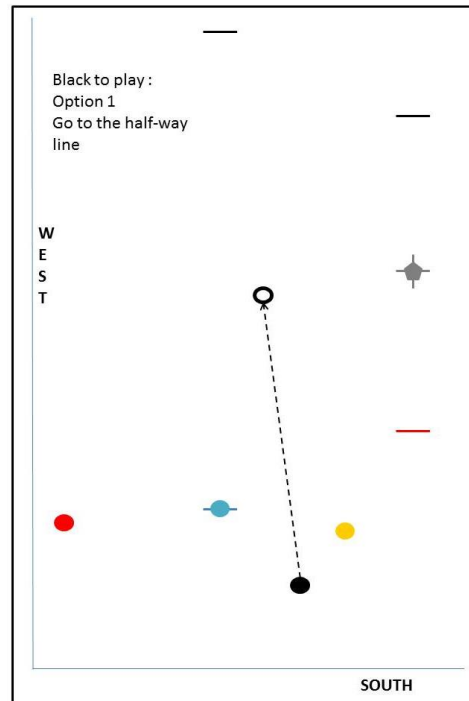 Black to play :
Option 1
Go to the half-way
line
W
E
S
T
SOUTH